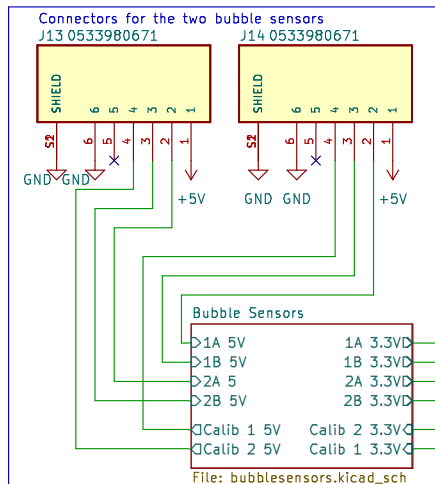 Connectors for the two bubble sensors
J13 0533980671 J14 0533980671
SHIELD 6 5 4 3 2 1 SHIELD 6 5 4 3 2 1
6 5 4 3 2 1 6 5 4 3 2 1
GND GND +5V GND GND +5V
Bubble Sensors
1A 5V 1A 3.3V
1B 5V 1B 3.3V
2A 5 2A 3.3V
2B 5V 2B 3.3V
Calib 1 5V Calib 2 3.3V
Calib 2 5V Calib 1 3.3V
File: bubblesensors.kicad_sch